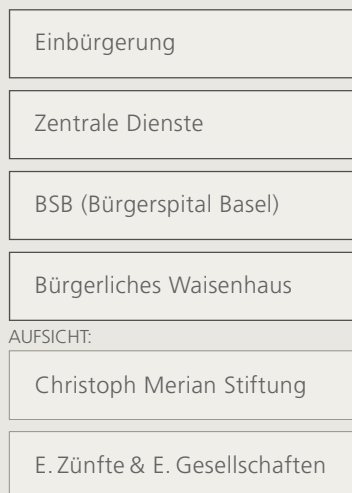 Einbürgerung
Zentrale Dienste
BSB (Bürgerspital Basel)
Bürgerliches Waisenhaus
AUFSICHT:
Christoph Merian Stiftung
E. Zünfte & E. Gesellschaften